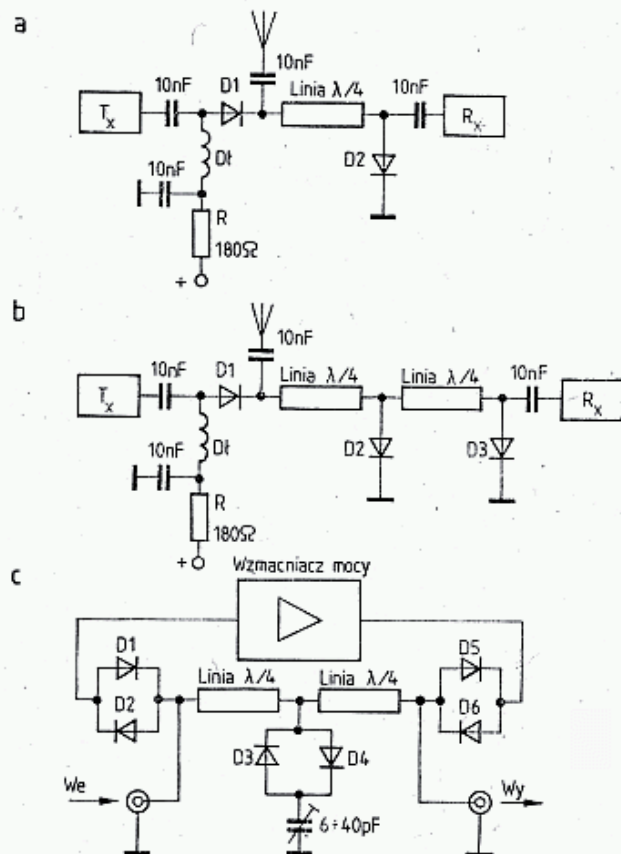 a
10nF
10nF D1 Linia λ/4 10nF
Tx Rx
10nF Dł D2
R
180Ω
+
b
10nF
10nF D1 Linia λ/4 Linia λ/4 10nF
Tx Rx
10nF Dł D2 D3
R
180Ω
+
c
Wzmacniacz mocy
D1 D5
Linia λ/4 Linia λ/4
D2 D6
D3 D4
We Wy
6÷40pF